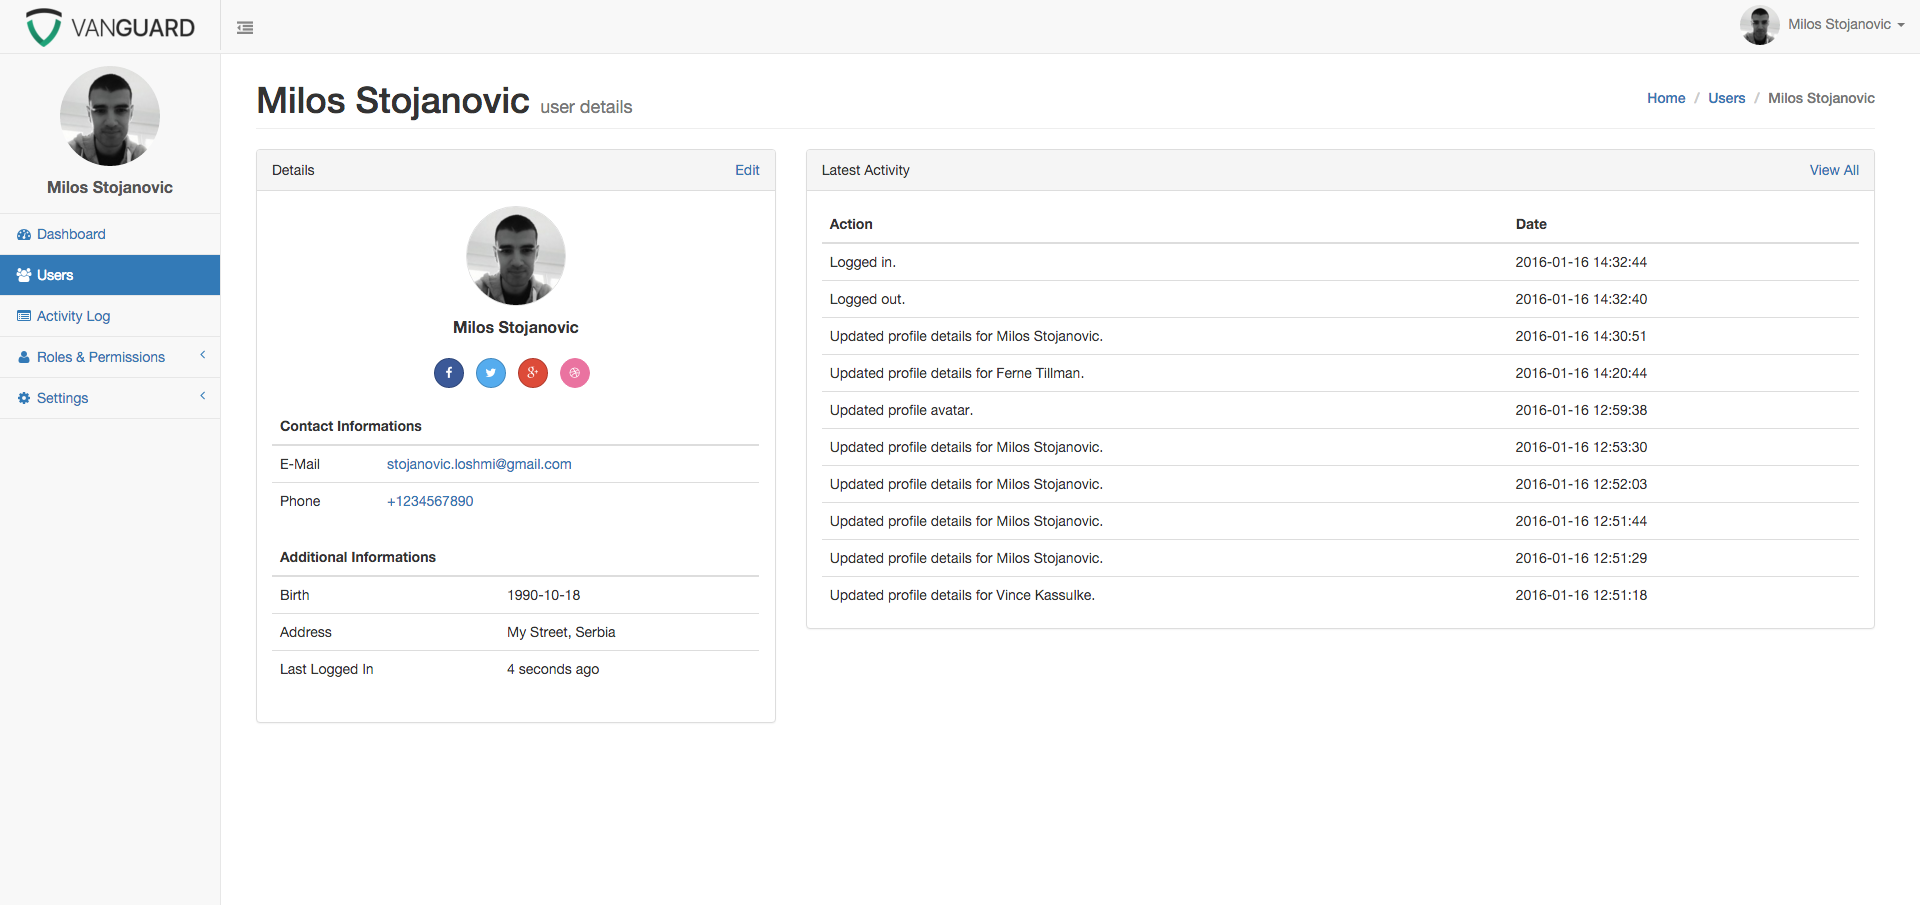 VANGUARD
Milos Stojanovic
Milos Stojanovic
Dashboard
Users
Activity Log
Roles & Permissions
Settings
Milos Stojanovic user details
Home / Users / Milos Stojanovic
Details Edit
Milos Stojanovic
Contact Informations
E-Mail stojanovic.loshmi@gmail.com
Phone +1234567890
Additional Informations
Birth 1990-10-18
Address My Street, Serbia
Last Logged In 4 seconds ago
Latest Activity View All
Action Date
Logged in. 2016-01-16 14:32:44
Logged out. 2016-01-16 14:32:40
Updated profile details for Milos Stojanovic. 2016-01-16 14:30:51
Updated profile details for Ferne Tillman. 2016-01-16 14:20:44
Updated profile avatar. 2016-01-16 12:59:38
Updated profile details for Milos Stojanovic. 2016-01-16 12:53:30
Updated profile details for Milos Stojanovic. 2016-01-16 12:52:03
Updated profile details for Milos Stojanovic. 2016-01-16 12:51:44
Updated profile details for Milos Stojanovic. 2016-01-16 12:51:29
Updated profile details for Vince Kassulke. 2016-01-16 12:51:18